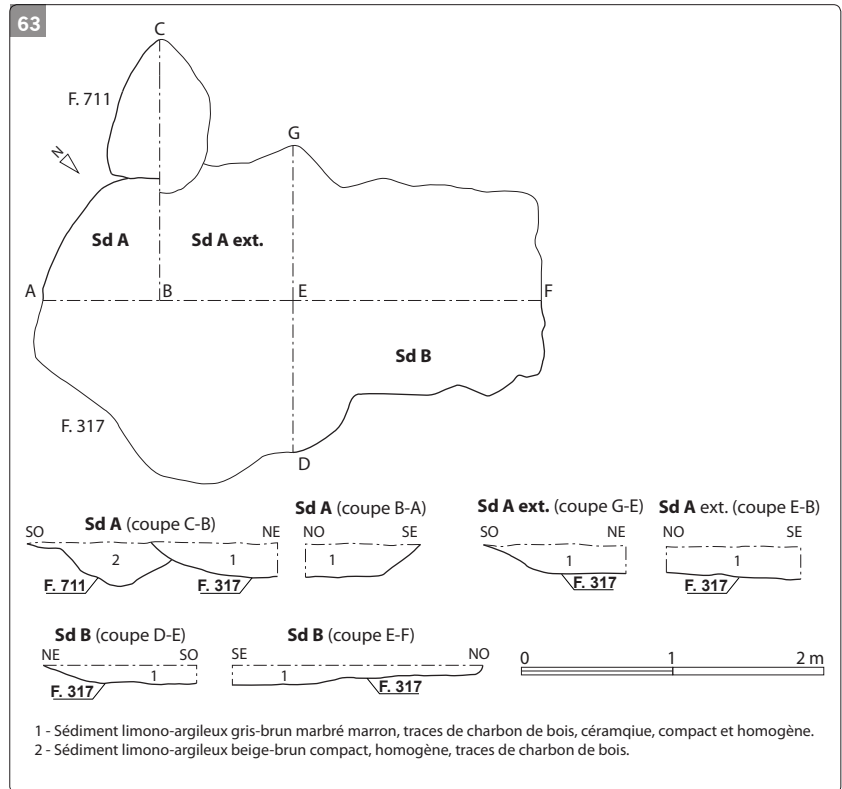 63
C
F. 711
G
N
Sd A
Sd A ext.
A
B
E
F
Sd B
F. 317
D
Sd A (coupe C-B)
SO
NE
2
1
F. 711
F. 317
Sd A (coupe B-A)
NO
SE
1
Sd A ext. (coupe G-E)
SO
NE
1
F. 317
Sd A ext. (coupe E-B)
NO
SE
1
F. 317
Sd B (coupe D-E)
NE
SO
1
F. 317
Sd B (coupe E-F)
SE
NO
1
F. 317
0 1 2 m
1 - Sédiment limono-argileux gris-brun marbré marron, traces de charbon de bois, céramqiue, compact et homogène.
2 - Sédiment limono-argileux beige-brun compact, homogène, traces de charbon de bois.